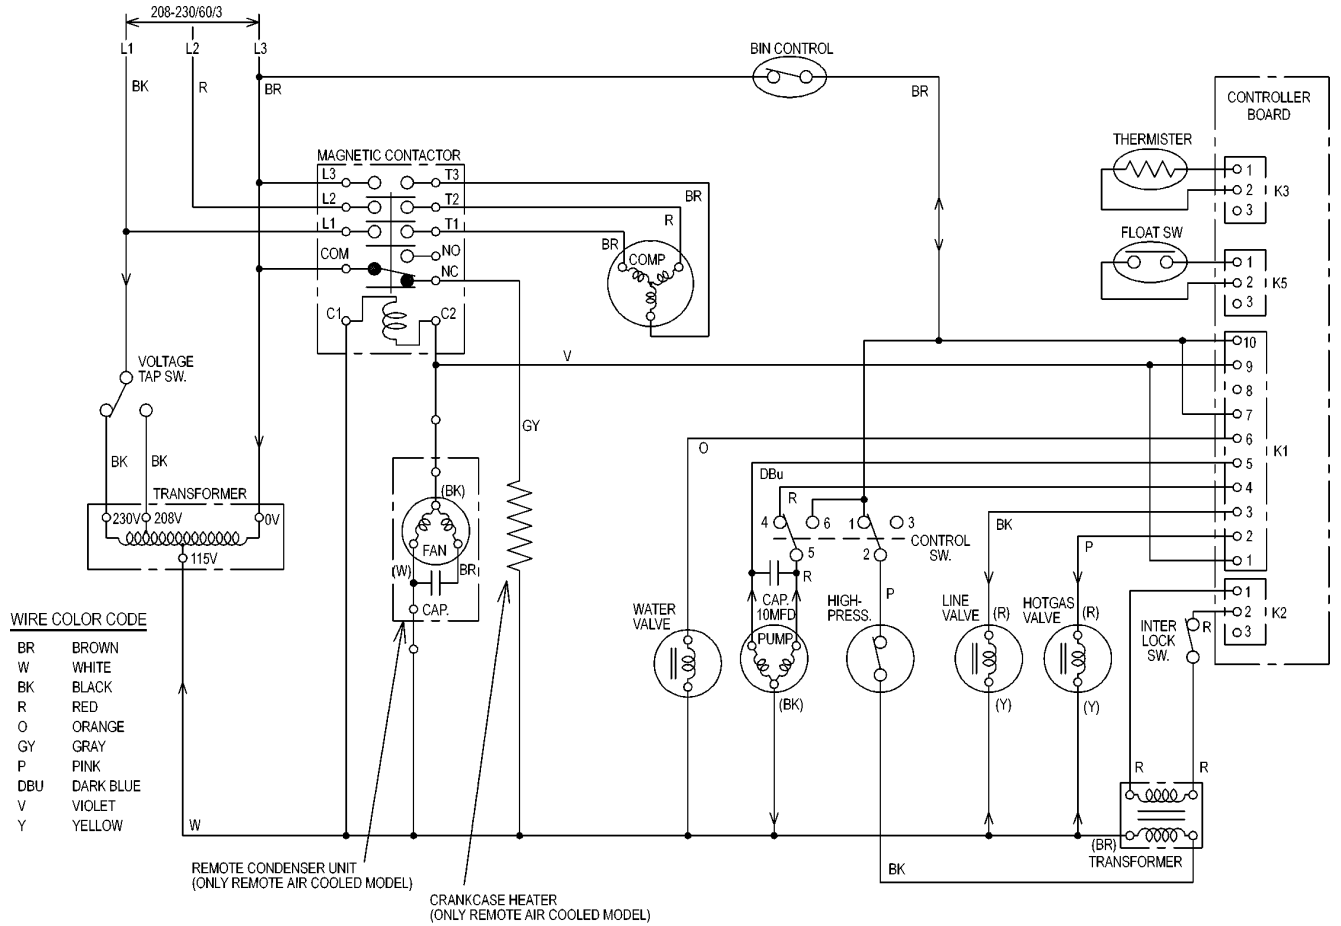 208-230/60/3
L1 L2 L3
BK R BR
BIN CONTROL
BR
CONTROLLER
BOARD
THERMISTER
1
2 K3
3
FLOAT SW
1
2 K5
3
MAGNETIC CONTACTOR
L3 T3
L2 T2
L1 T1
COM NO
NC
C1 C2
BR
R
BR
COMP
VOLTAGE
TAP SW.
V
10
9
8
7
6
5
4
3
2
1
K1
GY
O
DBu
R
BK
P
BK BK
TRANSFORMER
230V 208V 0V
115V
(BK)
FAN
(W) BR
CAP.
4 6 1 3
CONTROL
SW.
5 2
R
P
CAP.
10MFD
WATER
VALVE
PUMP
(BK)
HIGH-
PRESS.
LINE
VALVE
(R)
(Y)
HOTGAS
VALVE
(R)
(Y)
INTER
LOCK
SW.
R
1
2 K2
3
WIRE COLOR CODE
BR BROWN
W WHITE
BK BLACK
R RED
O ORANGE
GY GRAY
P PINK
DBU DARK BLUE
V VIOLET
Y YELLOW
W
R R
(BR)
TRANSFORMER
BK
REMOTE CONDENSER UNIT
(ONLY REMOTE AIR COOLED MODEL)
CRANKCASE HEATER
(ONLY REMOTE AIR COOLED MODEL)